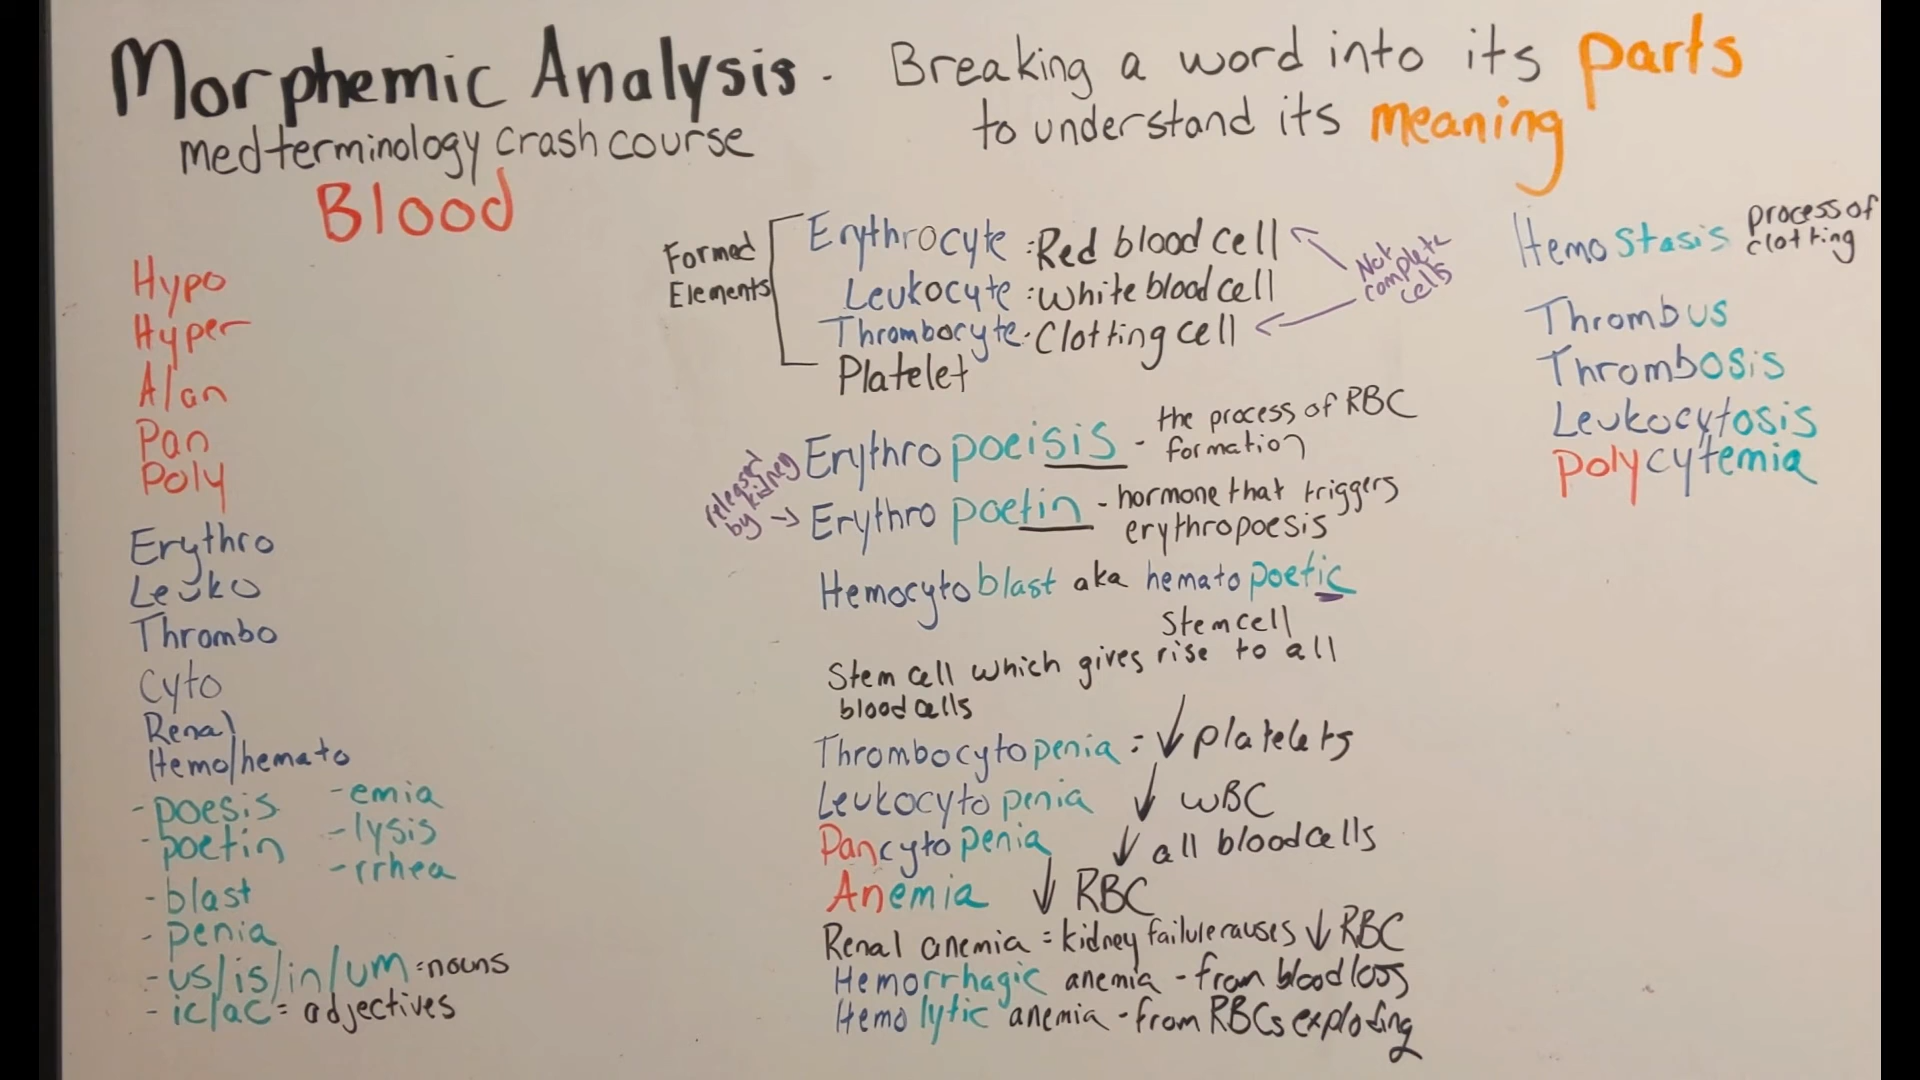 Morphemic Analysis. Breaking a word into its parts
to understand its meaning
medterminology crash course
Blood
Hypo
Hyper
A/an
Pan
Poly
Erythro
Leuko
Thrombo
Cyto
Renal
Hemo/hemato
-poesis
-poetin
-blast
-penia
-emia
-lysis
-rrhea
-us/is/in/um=nouns
-ic/ac= adjectives
Formed
Elements
Erythrocyte :Red blood cell
Leukocyte :white blood cell
Thrombocyte:Clotting cell
Platelet
Not
complete
cells
Erythropoeisis - the process of RBC
formation
released
by kidney →
Erythropoetin - hormone that triggers
erythropoesis
Hemocytoblast aka hematopoetic
Stem cell
Stem cell which gives rise to all
blood cells
Thrombocytopenia = ↓ platelets
Leukocytopenia ↓ WBC
Pancytopenia ↓ all blood cells
Anemia ↓ RBC
Renal anemia = kidney failure causes ↓ RBC
Hemorrhagic anemia - from blood loss
Hemolytic anemia - from RBCs exploding
Hemostasis process of
clotting
Thrombus
Thrombosis
Leukocytosis
Polycytemia